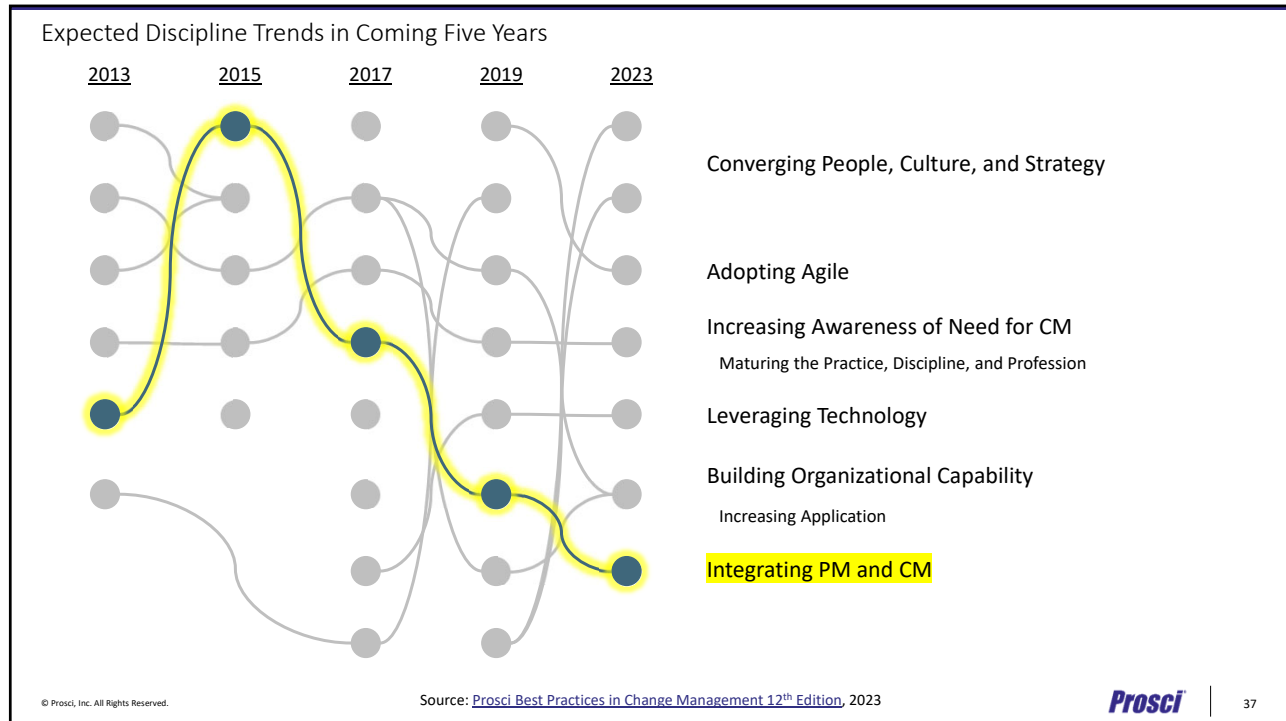 Expected Discipline Trends in Coming Five Years
2013 2015 2017 2019 2023
Converging People, Culture, and Strategy
Adopting Agile
Increasing Awareness of Need for CM
Maturing the Practice, Discipline, and Profession
Leveraging Technology
Building Organizational Capability
Increasing Application
Integrating PM and CM
© Prosci, Inc. All Rights Reserved.
Source: Prosci Best Practices in Change Management 12th Edition, 2023
Prosci
37